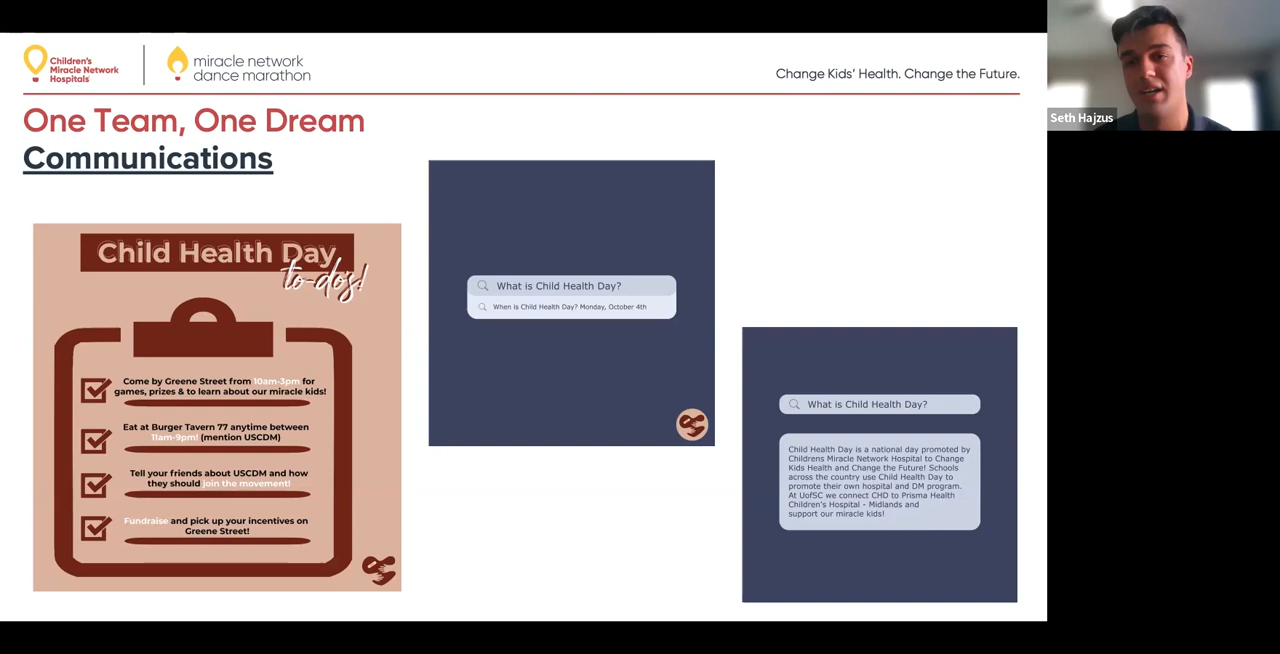 Children's
Miracle Network
Hospitals
miracle network
dance marathon
Change Kids' Health. Change the Future.
Seth Hajzus
One Team, One Dream
Communications
Child Health Day
to-do's!
Come by Greene Street from 10am-3pm for
games, prizes & to learn about our miracle kids!
Eat at Burger Tavern 77 anytime between
11am-9pm! (mention USCDM)
Tell your friends about USCDM and how
they should join the movement!
Fundraise and pick up your incentives on
Greene Street!
What is Child Health Day?
When is Child Health Day? Monday, October 4th
What is Child Health Day?
Child Health Day is a national day promoted by
Childrens Miracle Network Hospital to Change
Kids Health and Change the Future! Schools
across the country use Child Health Day to
promote their own hospital and DM program.
At UofSC we connect CHD to Prisma Health
Children's Hospital - Midlands and
support our miracle kids!